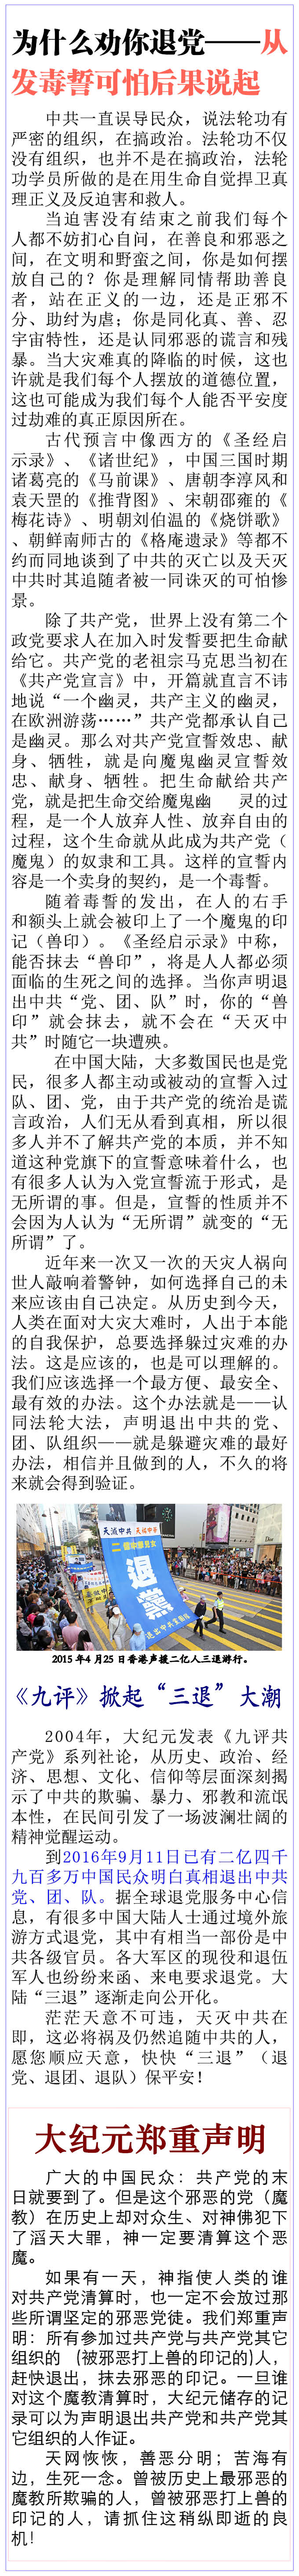 为什么劝你退党——从
发毒誓可怕后果说起
中共一直误导民众，说法轮功有
严密的组织，在搞政治。法轮功不仅
没有组织，也并不是在搞政治，法轮
功学员所做的是在用生命自觉捍卫真
理正义及反迫害和救人。
当迫害没有结束之前我们每个
人都不妨扪心自问，在善良和邪恶之
间，在文明和野蛮之间，你是如何摆
放自己的？你是理解同情帮助善良
者，站在正义的一边，还是正邪不
分、助纣为虐；你是同化真、善、忍
宇宙特性，还是认同邪恶的谎言和残
暴。当大灾难真的降临的时候，这也
许就是我们每个人摆放的道德位置，
这也可能成为我们每个人能否平安度
过劫难的真正原因所在。
古代预言中像西方的《圣经启
示录》、《诸世纪》，中国三国时期
诸葛亮的《马前课》、唐朝李淳风和
袁天罡的《推背图》、宋朝邵雍的《
梅花诗》、明朝刘伯温的《烧饼歌》
、朝鲜南师古的《格庵遗录》等都不
约而同地谈到了中共的灭亡以及天灭
中共时其追随者被一同诛灭的可怕惨
景。
除了共产党，世界上没有第二个
政党要求人在加入时发誓要把生命献
给它。共产党的老祖宗马克思当初在
《共产党宣言》中，开篇就直言不讳
地说“一个幽灵，共产主义的幽灵，
在欧洲游荡……”共产党都承认自己
是幽灵。那么对共产党宣誓效忠、献
身、牺牲，就是向魔鬼幽灵宣誓效
忠、献身、牺牲。把生命献给共产
党，就是把生命交给魔鬼幽 灵的过
程，是一个人放弃人性、放弃自由的
过程，这个生命就从此成为共产党（
魔鬼）的奴隶和工具。这样的宣誓内
容是一个卖身的契约，是一个毒誓。
随着毒誓的发出，在人的右手
和额头上就会被印上了一个魔鬼的印
记（兽印）。《圣经启示录》中称，
能否抹去“兽印”，将是人人都必须
面临的生死之间的选择。当你声明退
出中共“党、团、队”时，你的“兽
印”就会抹去，就不会在“天灭中
共”时随它一块遭殃。
在中国大陆，大多数国民也是党
民，很多人都主动或被动的宣誓入过
队、团、党，由于共产党的统治是谎
言政治，人们无从看到真相，所以很
多人并不了解共产党的本质，并不知
道这种党旗下的宣誓意味着什么，也
有很多人认为入党宣誓流于形式，是
无所谓的事。但是，宣誓的性质并不
会因为人认为“无所谓”就变的“无
所谓”了。
近年来一次又一次的天灾人祸向
世人敲响着警钟，如何选择自己的未
来应该由自己决定。从历史到今天，
人类在面对大灾大难时，人出于本能
的自我保护，总要选择躲过灾难的办
法。这是应该的，也是可以理解的。
我们应该选择一个最方便、最安全、
最有效的办法。这个办法就是——认
同法轮大法，声明退出中共的党、
团、队组织——就是躲避灾难的最好
办法，相信并且做到的人，不久的将
来就会得到验证。
天滅中共 天佑中華
退黨
2015年4月25日香港声援二亿人三退游行。
《九评》掀起“三退”大潮
2004年，大纪元发表《九评共
产党》系列社论，从历史、政治、经
济、思想、文化、信仰等层面深刻揭
示了中共的欺骗、暴力、邪教和流氓
本性，在民间引发了一场波澜壮阔的
精神觉醒运动。
到2016年9月11日已有二亿四千
九百多万中国民众明白真相退出中共
党、团、队。据全球退党服务中心信
息，有很多中国大陆人士通过境外旅
游方式退党，其中有相当一部份是中
共各级官员。各大军区的现役和退伍
军人也纷纷来函、来电要求退党。大
陆“三退”逐渐走向公开化。
茫茫天意不可违，天灭中共在
即，这必将祸及仍然追随中共的人，
愿您顺应天意，快快“三退”（退
党、退团、退队）保平安！
大纪元郑重声明
广大的中国民众：共产党的末
日就要到了。但是这个邪恶的党（魔
教）在历史上却对众生、对神佛犯下
了滔天大罪，神一定要清算这个恶
魔。
如果有一天，神指使人类的谁
对共产党清算时，也一定不会放过那
些所谓坚定的邪恶党徒。我们郑重声
明：所有参加过共产党与共产党其它
组织的（被邪恶打上兽的印记的)人，
赶快退出，抹去邪恶的印记。一旦谁
对这个魔教清算时，大纪元储存的记
录可以为声明退出共产党和共产党其
它组织的人作证。
天网恢恢，善恶分明；苦海有
边，生死一念。曾被历史上最邪恶的
魔教所欺骗的人，曾被邪恶打上兽的
印记的人，请抓住这稍纵即逝的良
机！